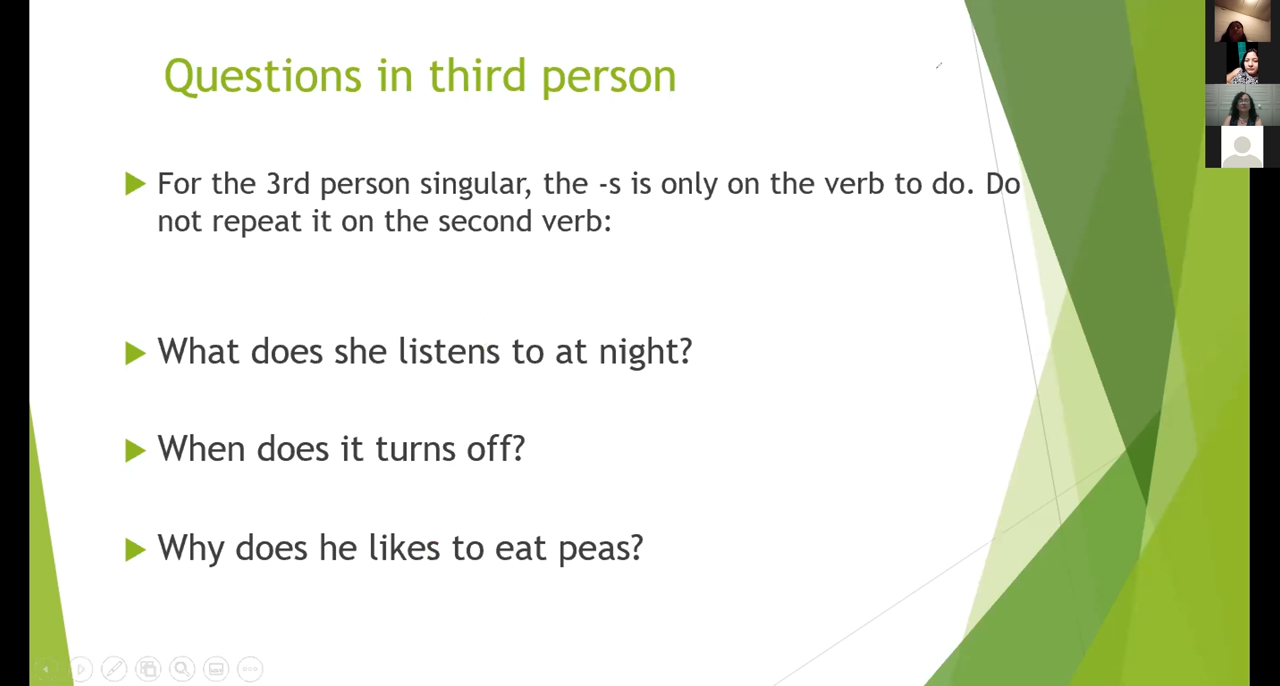 Questions in third person
For the 3rd person singular, the -s is only on the verb to do. Do
not repeat it on the second verb:
What does she listens to at night?
When does it turns off?
Why does he likes to eat peas?